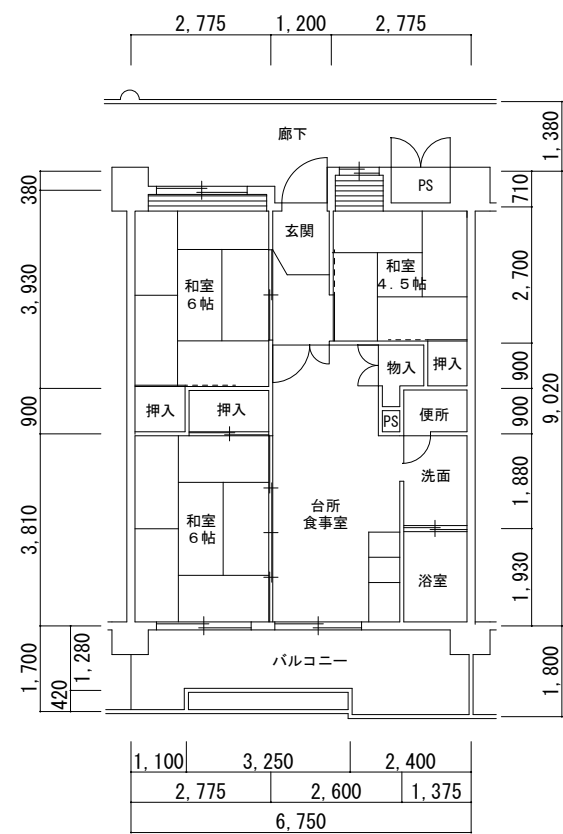 2,775
1,200
2,775
廊下
1,380
380
PS
710
玄関
3,930
和室
6帖
和室
4.5帖
2,700
物入
押入
900
9,020
900
押入
押入
PS
便所
900
洗面
1,880
3,810
和室
6帖
台所
食事室
浴室
1,930
1,700
1,280
420
バルコニー
1,800
1,100
3,250
2,400
2,775
2,600
1,375
6,750